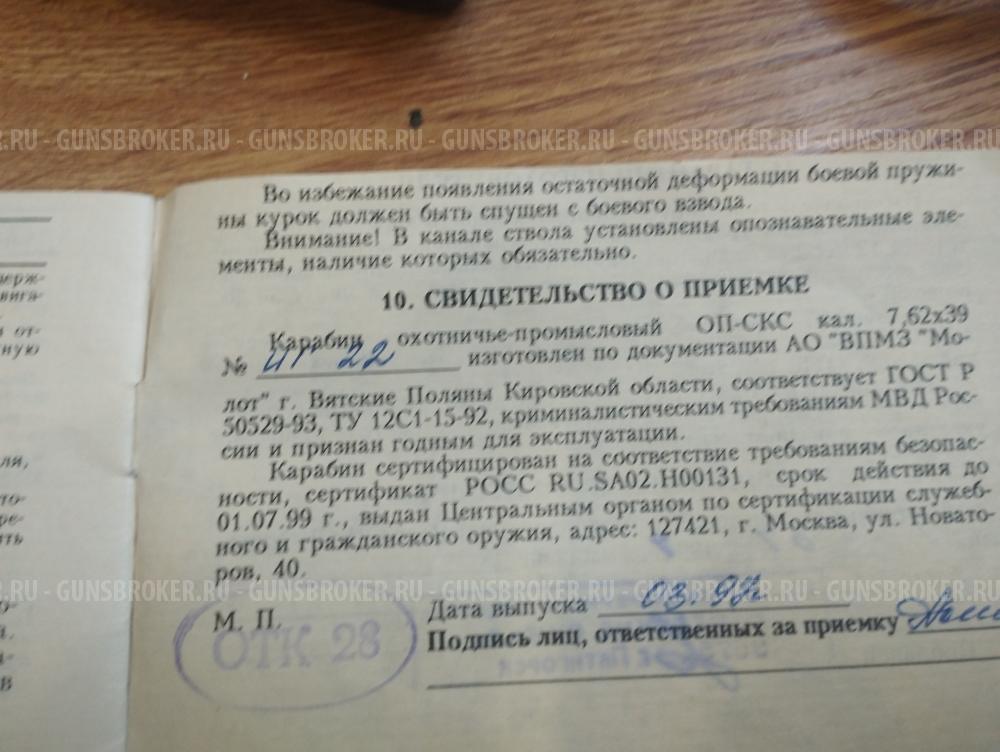 .RU - GUNSBROKER.RU - GUNSBROKER.RU - GUNSBROKER.RU - GUNSBROKER.RU - GUNSBROKER.RU
Во избежание появления остаточной деформации боевой пружи-
ны курок должен быть спущен с боевого взвода.
Внимание! В канале ствола установлены опознавательные эле-
менты, наличие которых обязательно.
10. СВИДЕТЕЛЬСТВО О ПРИЕМКЕ
Карабин охотничье-промысловый ОП-СКС кал. 7,62х39
№ 22 изготовлен по документации АО "ВПМЗ "Мо-
лот" г. Вятские Поляны Кировской области, соответствует ГОСТ Р
50529-93, ТУ 12С1-15-92, криминалистическим требованиям МВД Рос-
сии и признан годным для эксплуатации.
Карабин сертифицирован на соответствие требованиям безопас-
ности, сертификат РОСС RU.SA02.H00131, срок действия до
01.07.99 г., выдан Центральным органом по сертификации служеб-
ного и гражданского оружия, адрес: 127421, г. Москва, ул. Новато-
ров, 40.
.RU - GUNSBROKER.RU - GUNSBROKER.RU - GUNSBROKER.RU - GUNSBROKER.RU - GUNSBROKER.RU
М. П. Дата выпуска
ОТК 28
Подпись лиц, ответственных за приемку